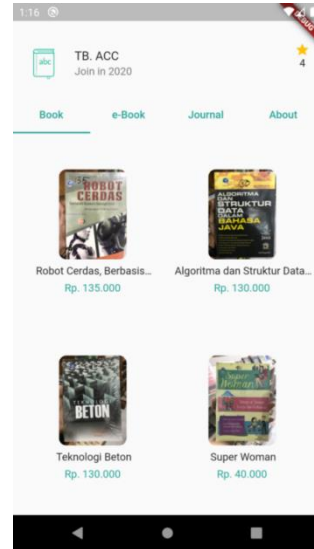 1:16
DEBUG
abc
TB. ACC
Join in 2020
4
Book e-Book Journal About
ROBOT
CERDAS
ALGORITMA
DAN
STRUKTUR
DATA
DALAM
BAHASA
JAVA
Robot Cerdas, Berbasis... Algoritma dan Struktur Data...
Rp. 135.000 Rp. 130.000
TEKNOLOGI
BETON
Super
Woman
Teknologi Beton Super Woman
Rp. 130.000 Rp. 40.000